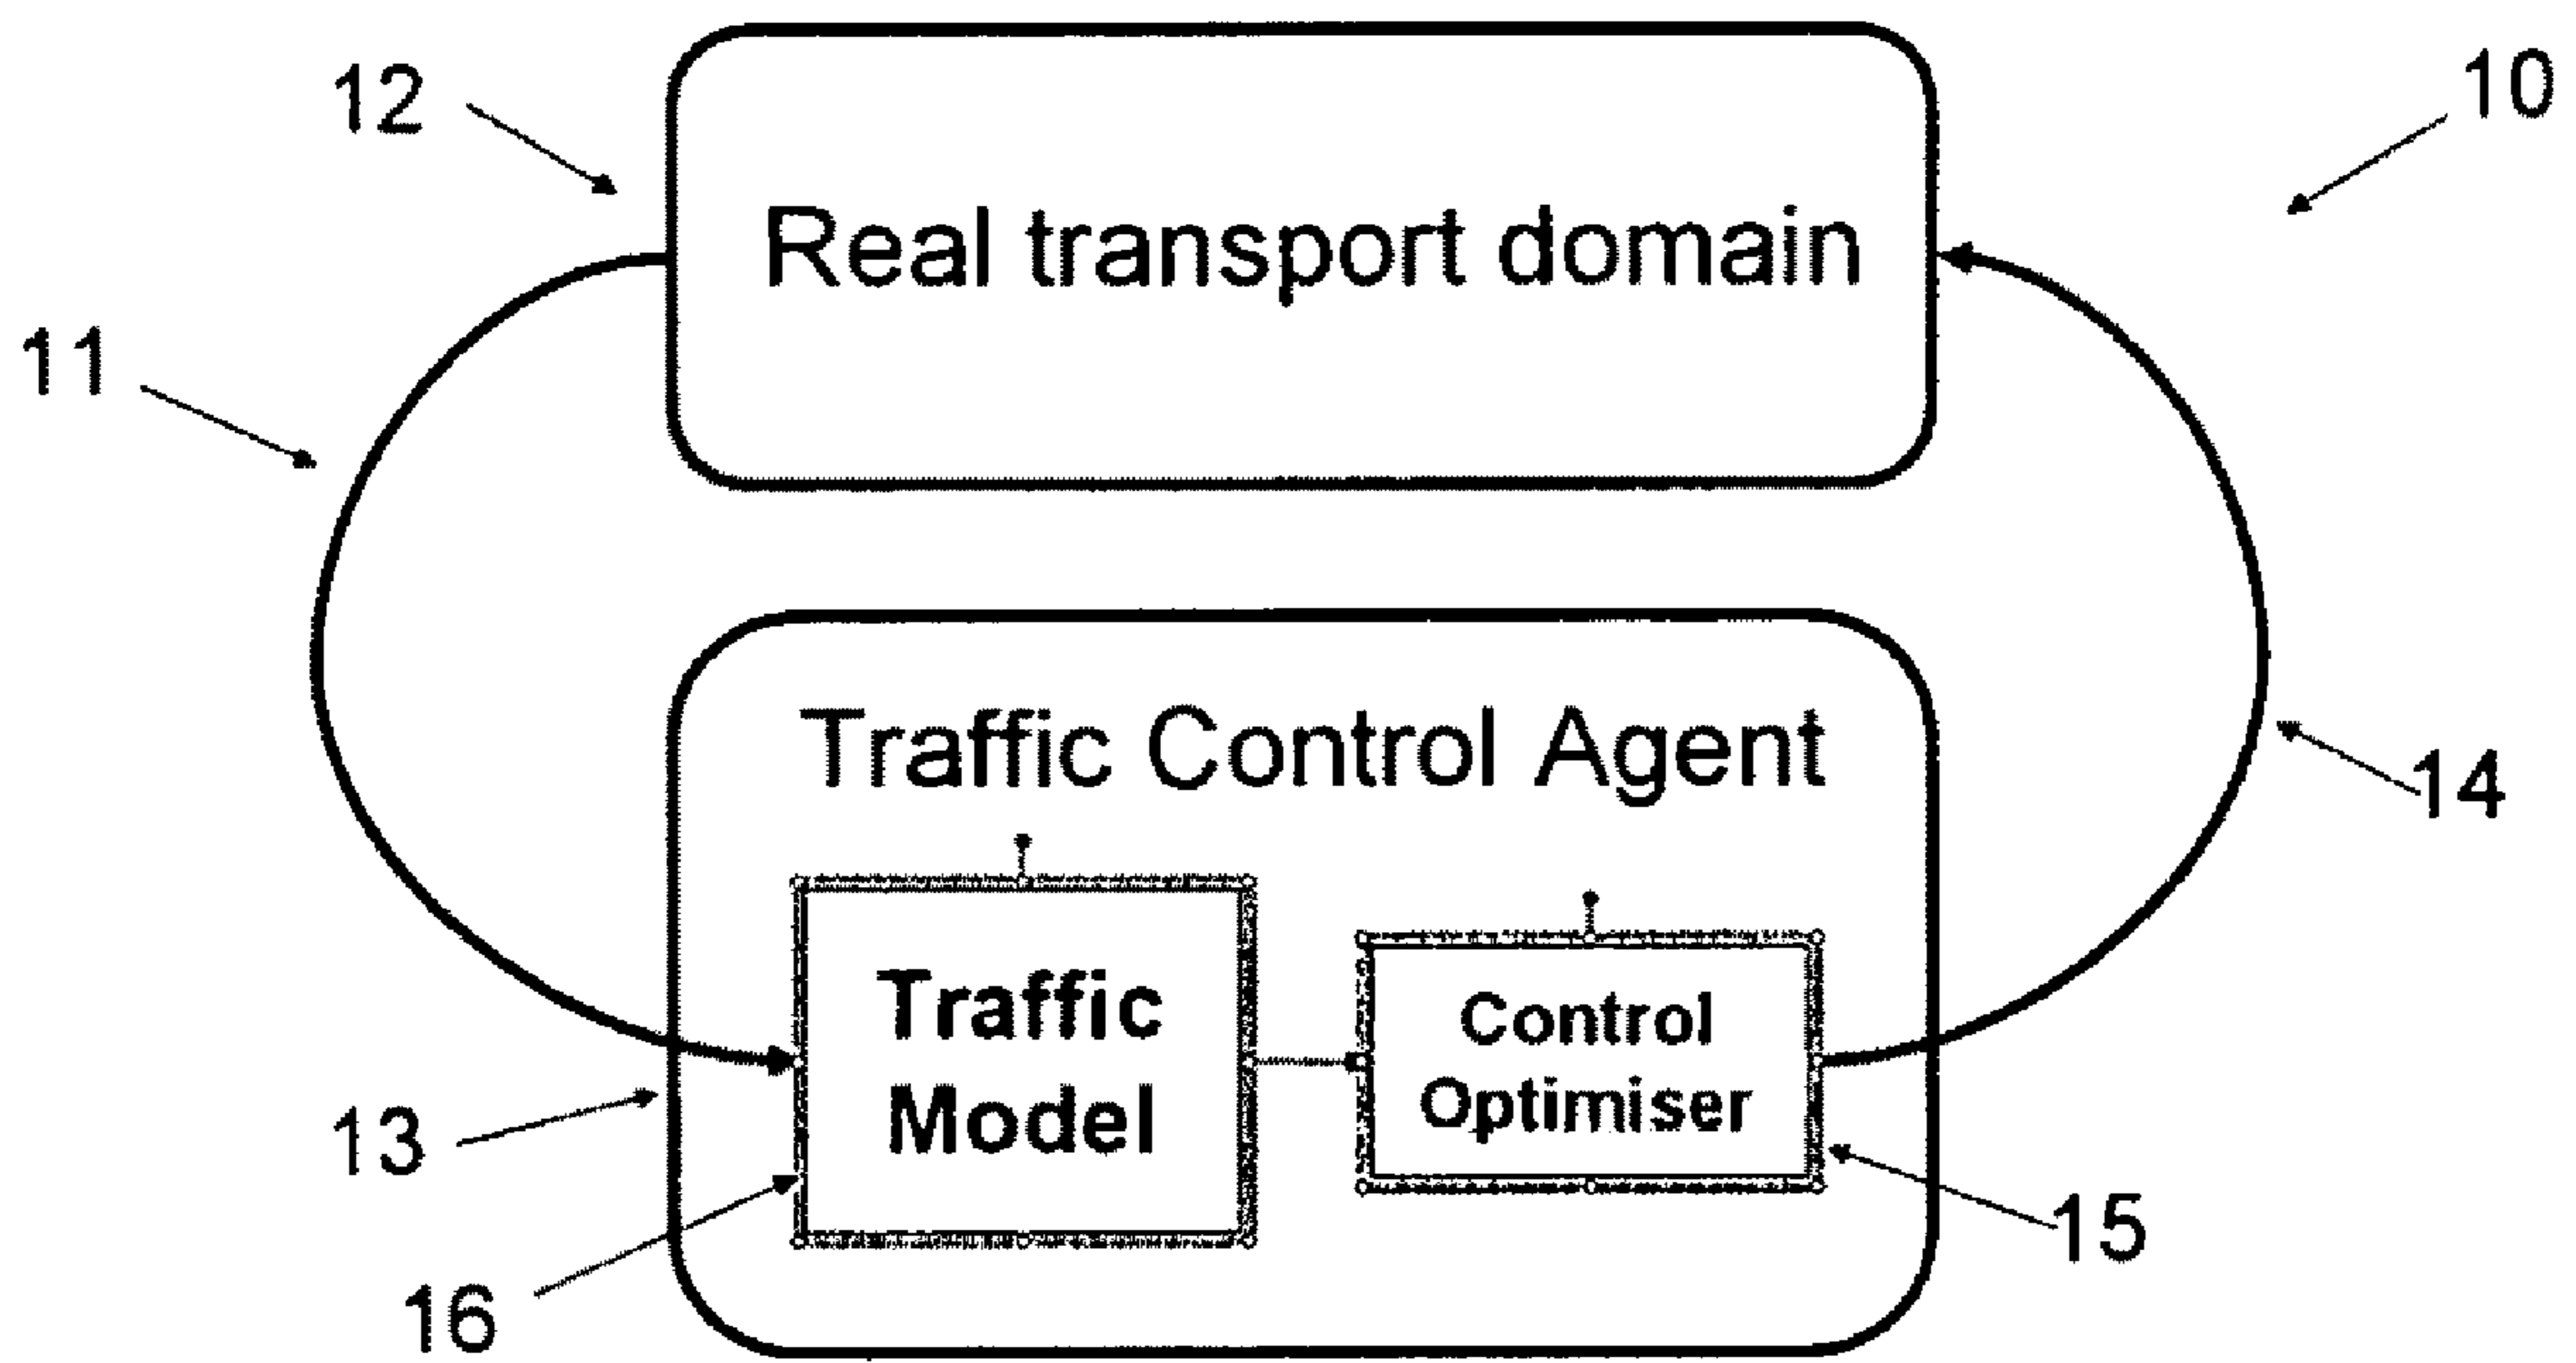 12
10
Real transport domain
11
Traffic Control Agent
14
Traffic
Model
Control
Optimiser
13
15
16